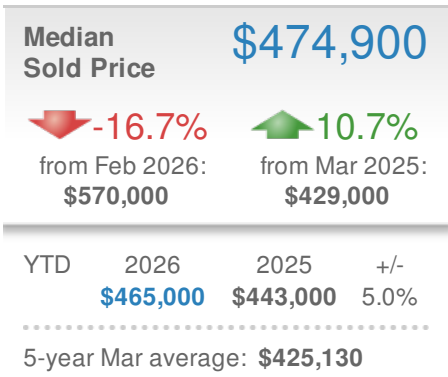 Median
Sold Price
$474,900
-16.7% 10.7%
from Feb 2026: from Mar 2025:
$570,000 $429,000
YTD 2026 2025 +/-
$465,000 $443,000 5.0%
5-year Mar average: $425,130